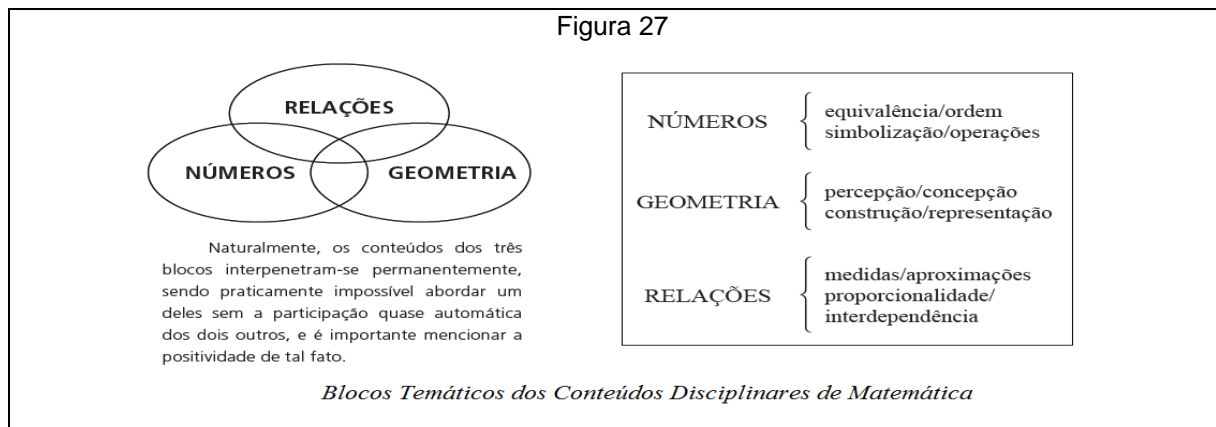 Figura 27
RELAÇÕES
NÚMEROS
GEOMETRIA
Naturalmente, os conteúdos dos três
blocos interpenetram-se permanentemente,
sendo praticamente impossível abordar um
deles sem a participação quase automática
dos dois outros, e é importante mencionar a
positividade de tal fato.
NÚMEROS
equivalência/ordem
simbolização/operações
GEOMETRIA
percepção/concepção
construção/representação
RELAÇÕES
medidas/aproximações
proporcionalidade/
interdependência
Blocos Temáticos dos Conteúdos Disciplinares de Matemática